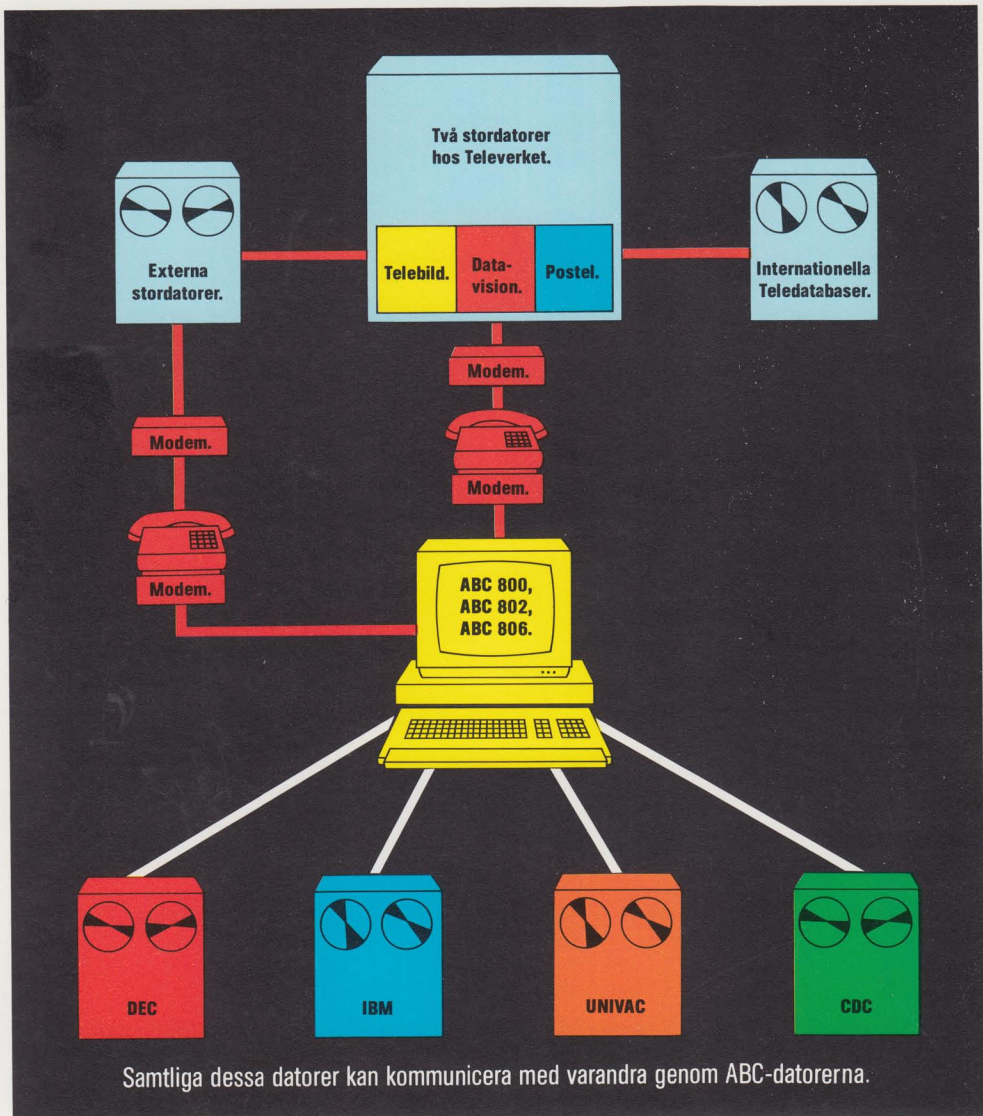 Två stordatorer
hos Televerket.
Telebild.
Data-
vision.
Postel.
Externa
stordatorer.
Internationella
Teledatabaser.
Modem.
Modem.
Modem.
Modem.
ABC 800,
ABC 802,
ABC 806.
DEC
IBM
UNIVAC
CDC
Samtliga dessa datorer kan kommunicera med varandra genom ABC-datorerna.